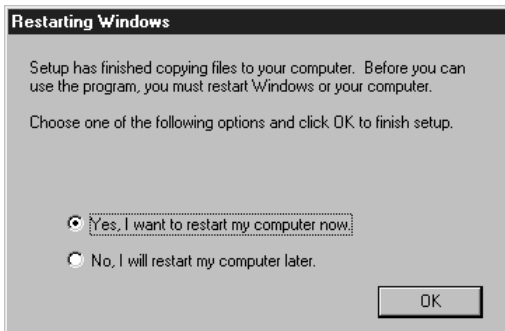 Restarting Windows
Setup has finished copying files to your computer.  Before you can
use the program, you must restart Windows or your computer.
Choose one of the following options and click OK to finish setup.
Yes, I want to restart my computer now.
No, I will restart my computer later.
OK